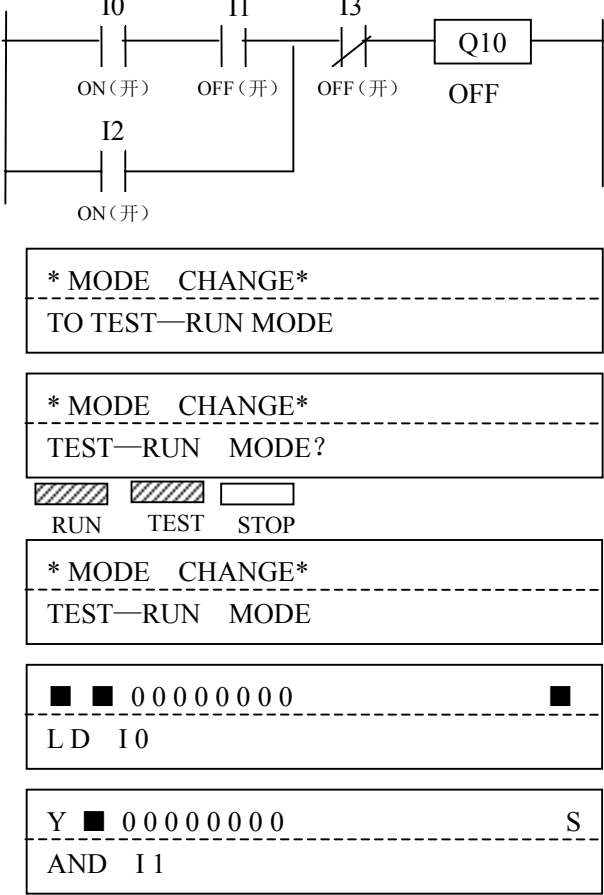 I0 I1 I3
Q10
ON（开） OFF（开） OFF（开） OFF
I2
ON（开）
* MODE CHANGE*
TO TEST—RUN MODE
* MODE CHANGE*
TEST—RUN MODE？
RUN TEST STOP
* MODE CHANGE*
TEST—RUN MODE
■ ■ 0 0 0 0 0 0 0 0 ■
L D I 0
Y ■ 0 0 0 0 0 0 0 0 S
AND I 1